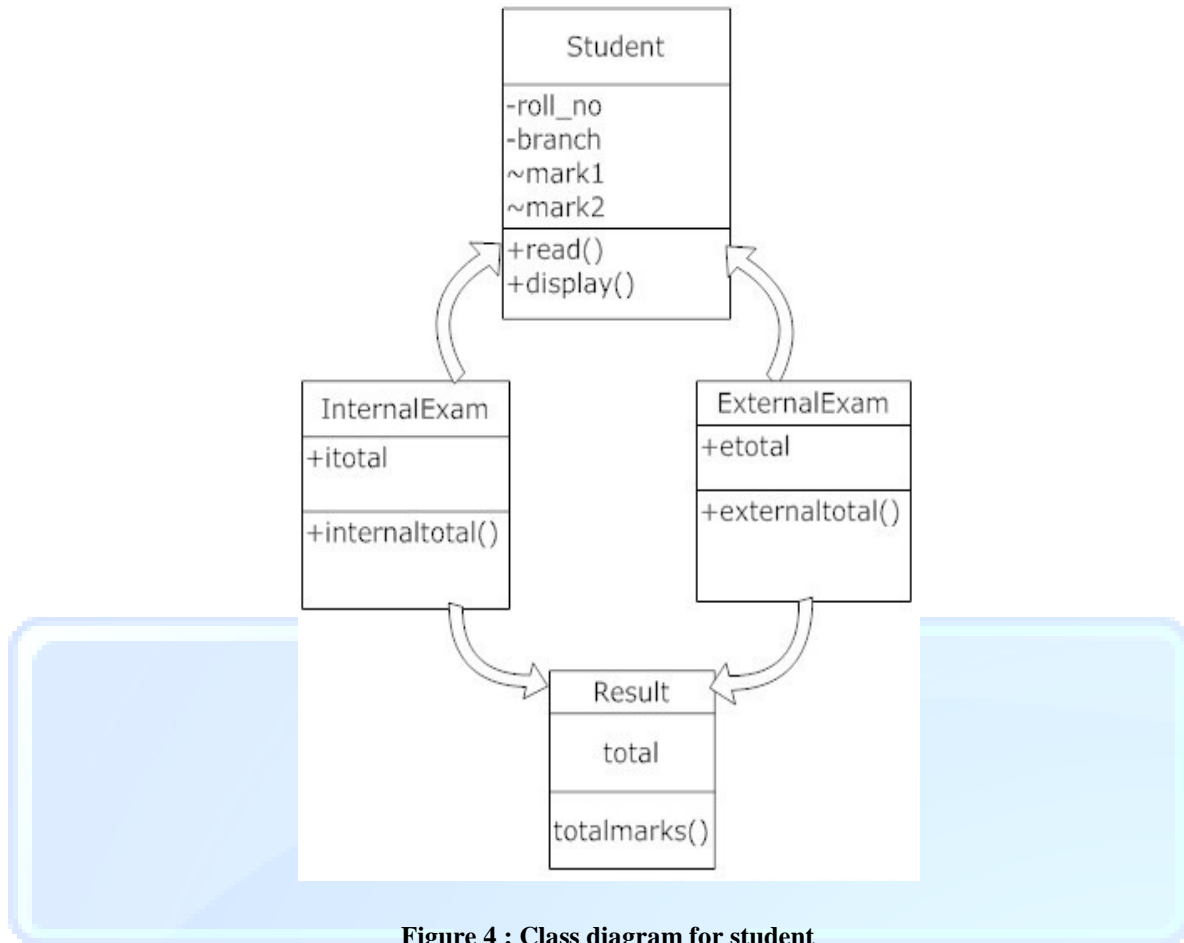 Student
-roll_no
-branch
~mark1
~mark2
+read()
+display()
InternalExam
+itotal
+internaltotal()
ExternalExam
+etotal
+externaltotal()
Result
total
totalmarks()
Figure 4 : Class diagram for student